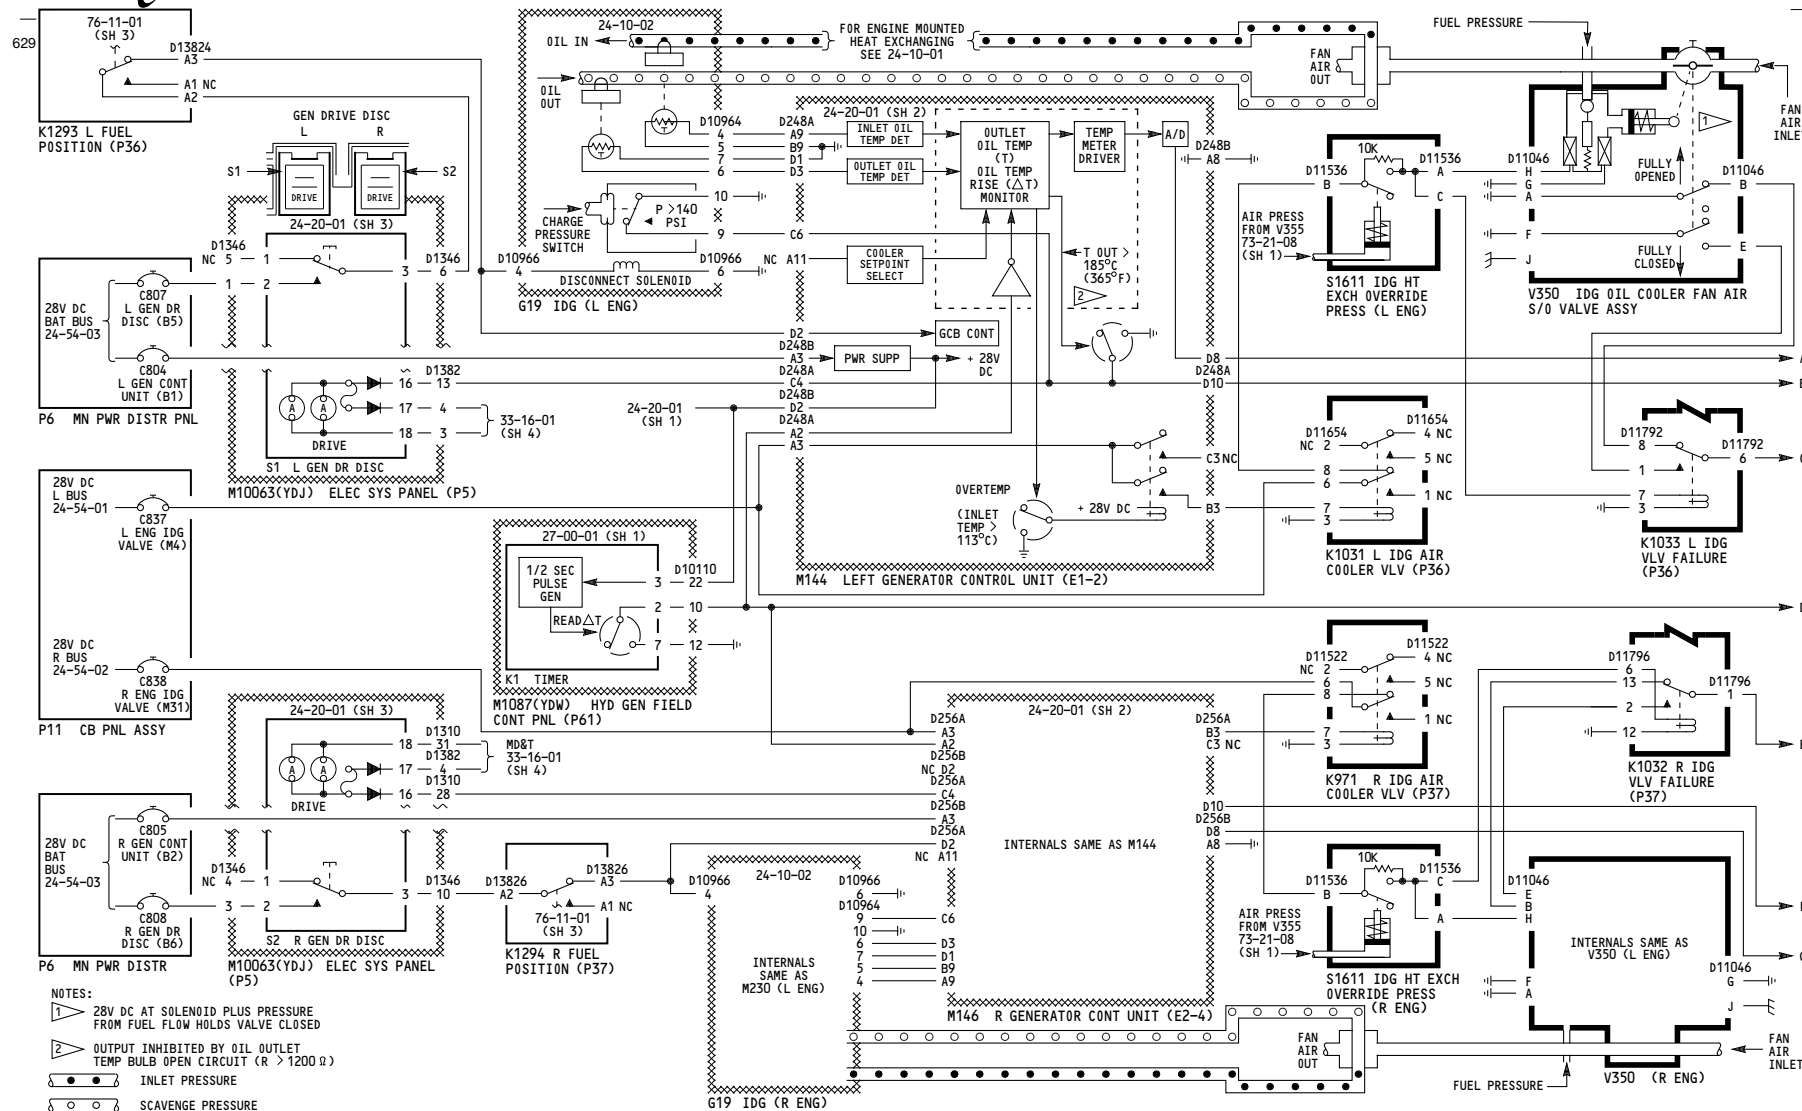 629
76-11-01
(SH 3)
D13824
A3
A1 NC
A2
K1293 L FUEL
POSITION (P36)
GEN DRIVE DISC
L R
S1
S2
DRIVE
DRIVE
24-20-01 (SH 3)
D1346
NC 5
1
1
2
3
D1346
6
28V DC
BAT BUS
24-54-03
C807
L GEN DR
DISC (B5)
C804
L GEN CONT
UNIT (B1)
P6 MN PWR DISTR PNL
A
A
DRIVE
16
17
18
D1382
13
4
3
33-16-01
(SH 4)
S1 L GEN DR DISC
M10063(YDJ) ELEC SYS PANEL (P5)
28V DC
L BUS
24-54-01
C837
L ENG IDG
VALVE (M4)
28V DC
R BUS
24-54-02
C838
R ENG IDG
VALVE (M31)
P11 CB PNL ASSY
24-10-02
OIL IN
OIL
OUT
FOR ENGINE MOUNTED
HEAT EXCHANGING
SEE 24-10-01
T
T
D10964
4
5
7
6
10
9
P >140
PSI
CHARGE
PRESSURE
SWITCH
D10966
4
D10966
6
DISCONNECT SOLENOID
G19 IDG (L ENG)
24-20-01 (SH 2)
D248A
A9
B9
D1
D3
C6
NC A11
INLET OIL
TEMP DET
OUTLET OIL
TEMP DET
COOLER
SETPOINT
SELECT
OUTLET
OIL TEMP
(T)
OIL TEMP
RISE (△T)
MONITOR
TEMP
METER
DRIVER
A/D
D248B
A8
T OUT >
185°C
(365°F)
2
D2
D248B
A3
D248A
C4
D248B
D2
D248A
A2
A3
GCB CONT
PWR SUPP
+ 28V
DC
24-20-01
(SH 1)
D8
D248A
D10
C3 NC
B3
OVERTEMP
(INLET
TEMP >
113°C)
+ 28V DC
M144 LEFT GENERATOR CONTROL UNIT (E1-2)
27-00-01 (SH 1)
1/2 SEC
PULSE
GEN
READ△T
3
2
7
D10110
22
10
12
K1 TIMER
M1087(YDW) HYD GEN FIELD
CONT PNL (P61)
FUEL PRESSURE
FAN
AIR
OUT
FAN
AIR
INLET
10K
D11536
B
D11536
A
C
AIR PRESS
FROM V355
73-21-08
(SH 1)
S1611 IDG HT
EXCH OVERRIDE
PRESS (L ENG)
1
D11046
H
G
A
F
J
FULLY
OPENED
FULLY
CLOSED
D11046
B
E
V350 IDG OIL COOLER FAN AIR
S/O VALVE ASSY
D11654
NC 2
8
6
7
3
D11654
4 NC
5 NC
1 NC
K1031 L IDG AIR
COOLER VLV (P36)
D11792
8
1
7
3
D11792
6
K1033 L IDG
VLV FAILURE
(P36)
D11522
NC 2
6
8
7
3
D11522
4 NC
5 NC
1 NC
K971 R IDG AIR
COOLER VLV (P37)
D11796
6
13
2
12
D11796
1
K1032 R IDG
VLV FAILURE
(P37)
24-20-01 (SH 3)
A
A
DRIVE
18
17
16
D1310
31
D1382
4
D1310
28
MD&T
33-16-01
(SH 4)
28V DC
BAT
BUS
24-54-03
C805
R GEN CONT
UNIT (B2)
C808
R GEN DR
DISC (B6)
P6 MN PWR DISTR
D1346
NC 4
3
1
2
3
D1346
10
S2 R GEN DR DISC
M10063(YDJ) ELEC SYS PANEL
(P5)
D13826
A2
D13826
A3
A1 NC
76-11-01
(SH 3)
K1294 R FUEL
POSITION (P37)
D10966
4
24-10-02
D10966
6
D10964
9
10
6
7
5
4
INTERNALS
SAME AS
M230 (L ENG)
G19 IDG (R ENG)
24-20-01 (SH 2)
D256A
A3
A2
D256B
NC D2
D256A
C4
D256B
A3
D256A
D2
NC A11
C6
D3
D1
B9
A9
INTERNALS SAME AS M144
D256A
B3
C3 NC
D10
D256B
D8
A8
M146 R GENERATOR CONT UNIT (E2-4)
10K
D11536
B
D11536
C
A
AIR PRESS
FROM V355
73-21-08
(SH 1)
S1611 IDG HT EXCH
OVERRIDE PRESS
(R ENG)
D11046
E
B
H
F
A
INTERNALS SAME AS
V350 (L ENG)
D11046
G
J
FAN
AIR
OUT
FAN
AIR
INLET
FUEL PRESSURE
V350 (R ENG)
NOTES:
1 28V DC AT SOLENOID PLUS PRESSURE
FROM FUEL FLOW HOLDS VALVE CLOSED
2 OUTPUT INHIBITED BY OIL OUTLET
TEMP BULB OPEN CIRCUIT (R > 1200 Ω)
INLET PRESSURE
SCAVENGE PRESSURE